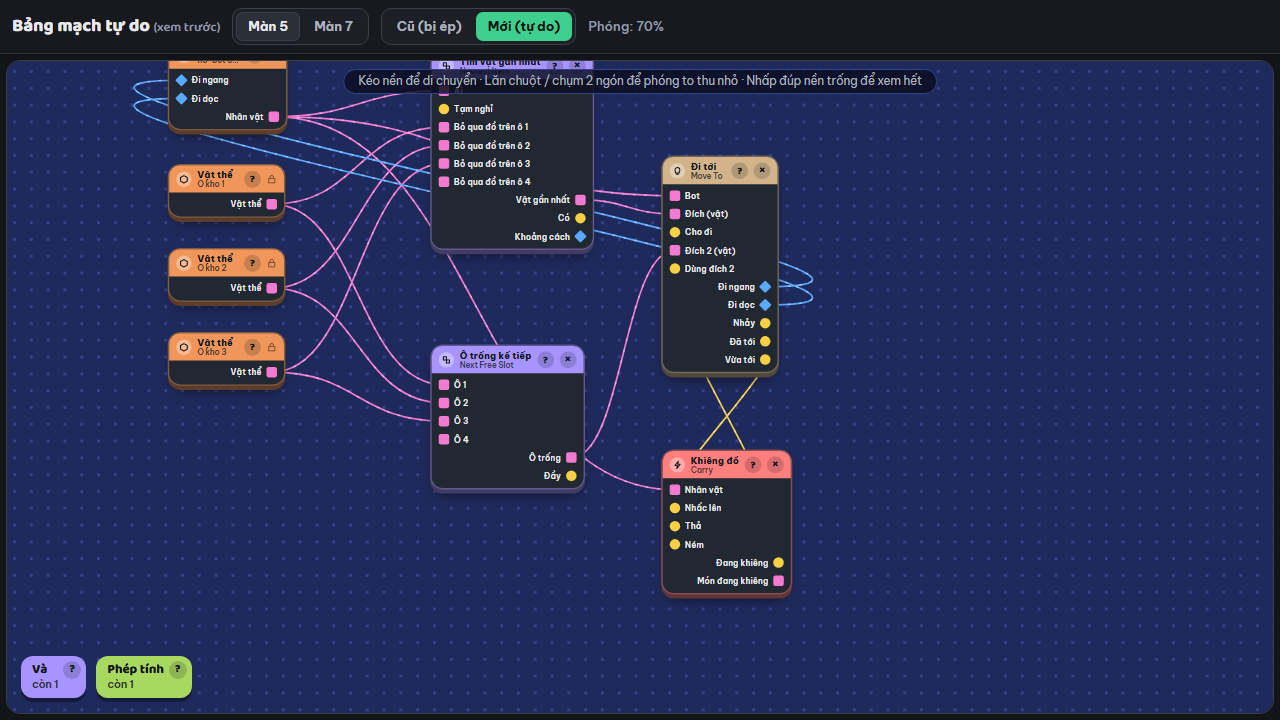 Bảng mạch tự do (xem trước)
Màn 5
Màn 7
Cũ (bị ép)
Mới (tự do)
Phóng: 70%
Kéo nền để di chuyển · Lăn chuột / chụm 2 ngón để phóng to thu nhỏ · Nhấp đúp nền trống để xem hết
Đi ngang
Đi dọc
Nhân vật
Tìm vật gần nhất
?
×
Tạm nghỉ
Bỏ qua đồ trên ô 1
Bỏ qua đồ trên ô 2
Bỏ qua đồ trên ô 3
Bỏ qua đồ trên ô 4
Vật gần nhất
Có
Khoảng cách
Vật thể
Ô kho 1
?
Vật thể
Vật thể
Ô kho 2
?
Vật thể
Vật thể
Ô kho 3
?
Vật thể
Ô trống kế tiếp
Next Free Slot
?
×
Ô 1
Ô 2
Ô 3
Ô 4
Ô trống
Đầy
Đi tới
Move To
?
×
Bot
Đích (vật)
Cho đi
Đích 2 (vật)
Dùng đích 2
Đi ngang
Đi dọc
Nhảy
Đã tới
Vừa tới
Khiêng đồ
Carry
?
×
Nhân vật
Nhấc lên
Thả
Ném
Đang khiêng
Món đang khiêng
Và
?
còn 1
Phép tính
?
còn 1